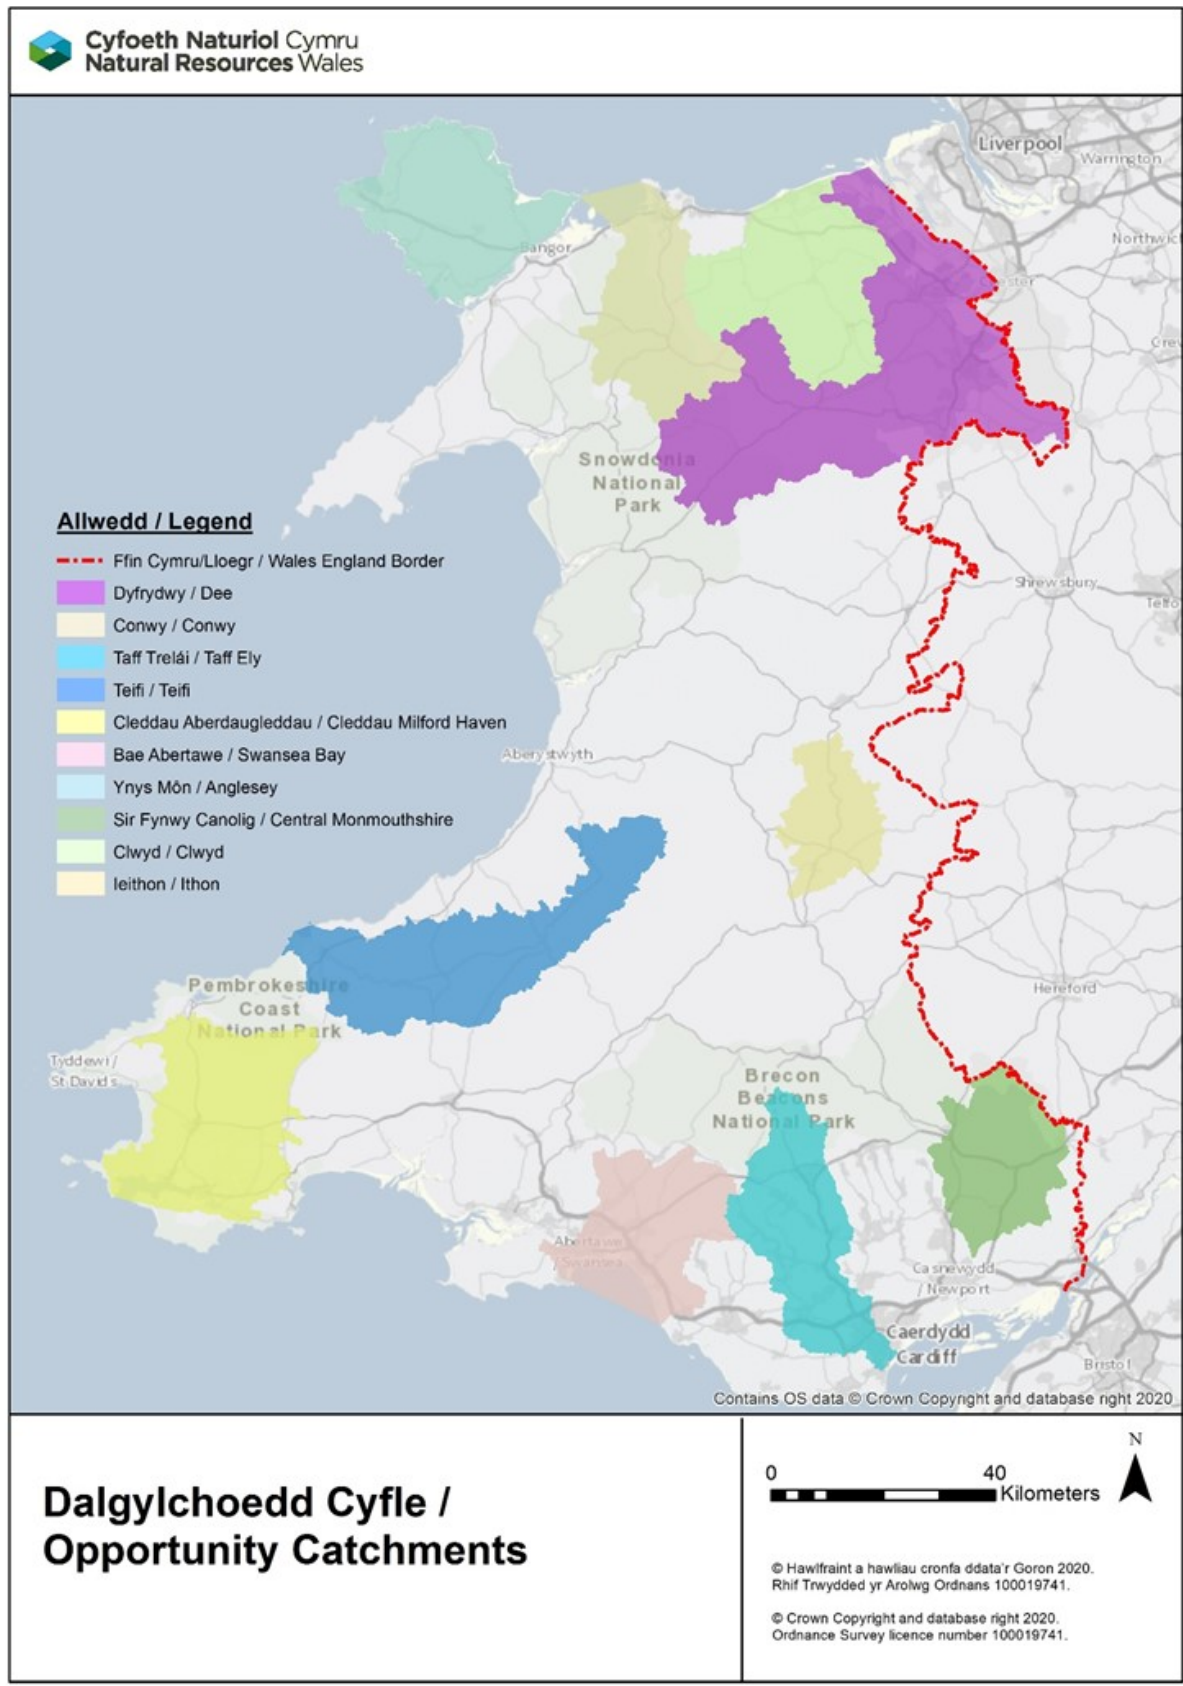 Cyfoeth Naturiol Cymru
Natural Resources Wales
Liverpool
Warrington
Bangor
Northwic
Chester
Crew
Snowdonia
National
Park
Allwedd / Legend
Ffin Cymru/Lloegr / Wales England Border
Dyfrydwy / Dee
Conwy / Conwy
Taff Trelái / Taff Ely
Teifi / Teifi
Cleddau Aberdaugleddau / Cleddau Milford Haven
Bae Abertawe / Swansea Bay
Ynys Môn / Anglesey
Sir Fynwy Canolig / Central Monmouthshire
Clwyd / Clwyd
Ieithon / Ithon
Shrewsbury
Telfo
Aberystwyth
Pembrokeshire
Coast
National Park
Hereford
Tyddewi /
St Davids
Brecon
Beacons
National Park
Abertawe
/ Swansea
Casnewydd
/ Newport
Caerdydd
Cardiff
Bristol
Contains OS data © Crown Copyright and database right 2020
Dalgylchoedd Cyfle /
Opportunity Catchments
0 40
Kilometers
N
© Hawlfraint a hawliau cronfa ddata'r Goron 2020.
Rhif Trwydded yr Arolwg Ordnans 100019741.
© Crown Copyright and database right 2020.
Ordnance Survey licence number 100019741.